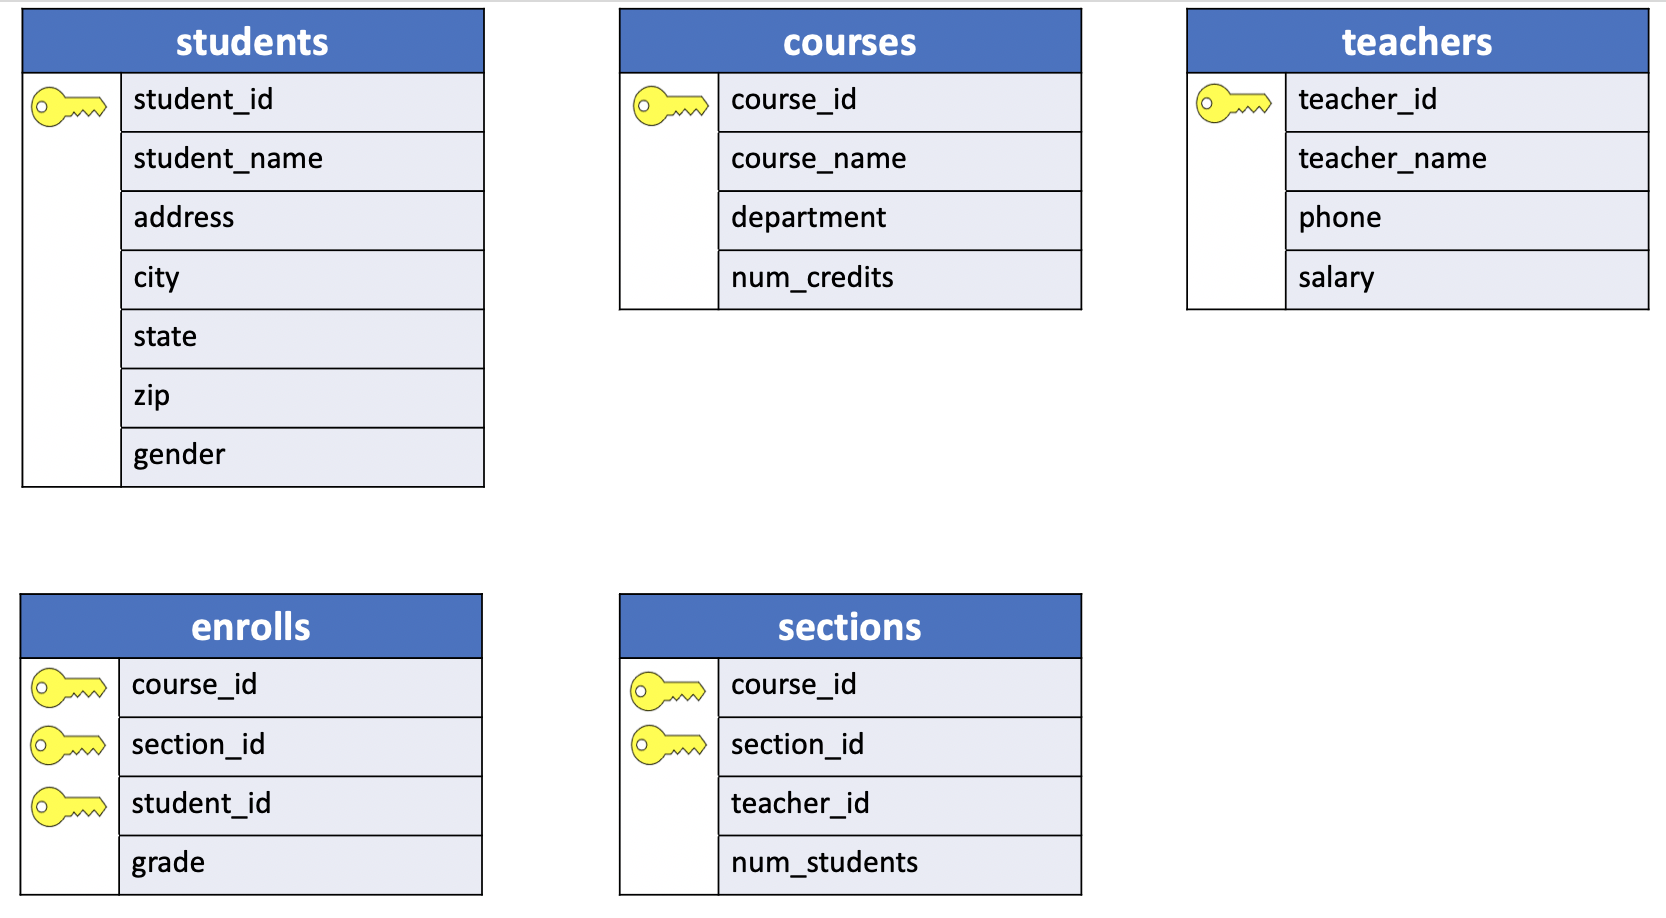 students
student_id
student_name
address
city
state
zip
gender
courses
course_id
course_name
department
num_credits
teachers
teacher_id
teacher_name
phone
salary
enrolls
course_id
section_id
student_id
grade
sections
course_id
section_id
teacher_id
num_students